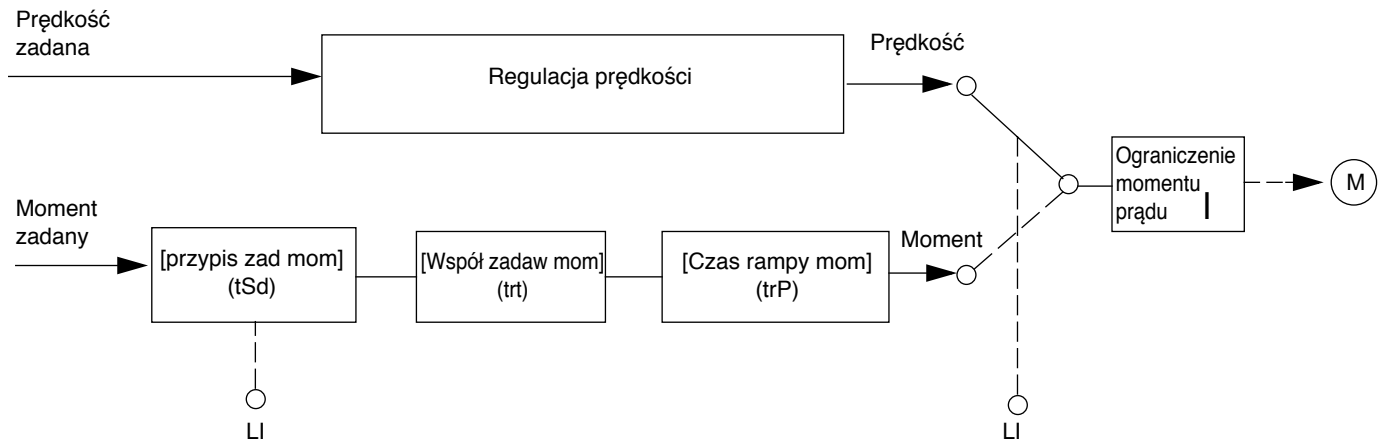 Prędkość
zadana
Regulacja prędkości
Prędkość
Ograniczenie
momentu
prądu I
M
Moment
zadany
[przypis zad mom]
(tSd)
[Współ zadaw mom]
(trt)
[Czas rampy mom]
(trP)
Moment
LI
LI